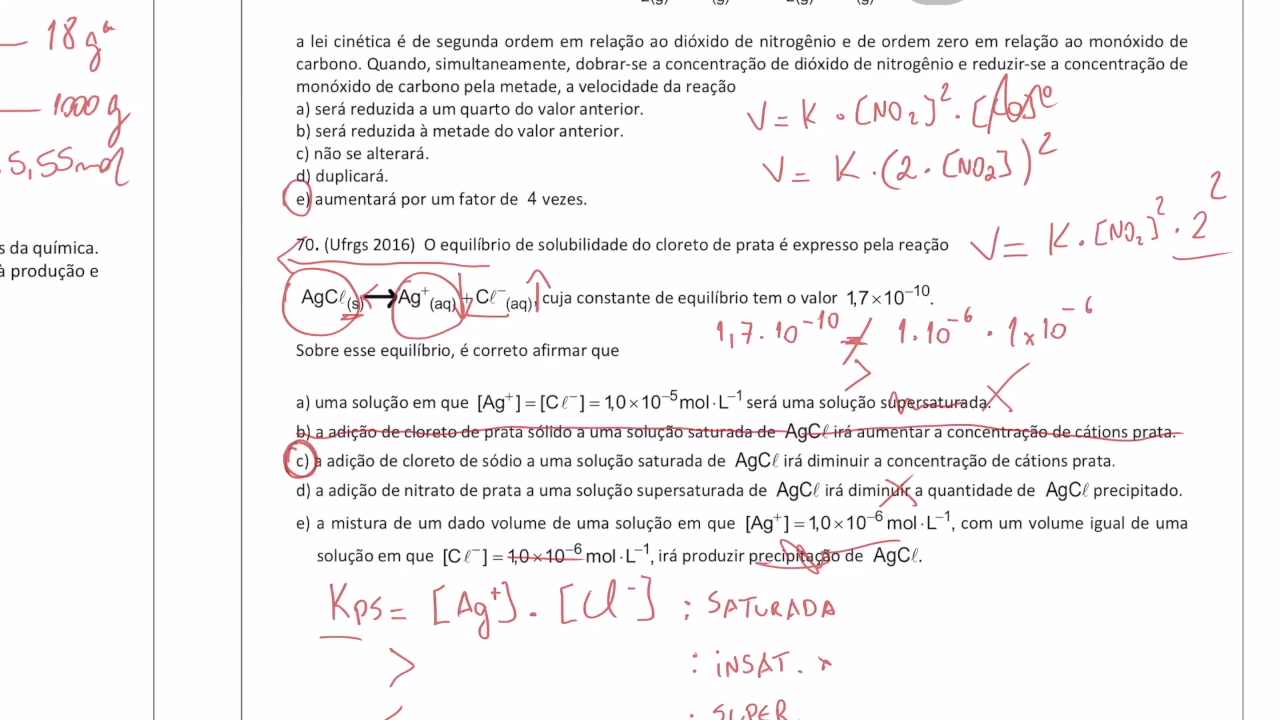 18 g
1000 g
5,55 mol
s da química.
à produção e
a lei cinética é de segunda ordem em relação ao dióxido de nitrogênio e de ordem zero em relação ao monóxido de
carbono. Quando, simultaneamente, dobrar-se a concentração de dióxido de nitrogênio e reduzir-se a concentração de
monóxido de carbono pela metade, a velocidade da reação
a) será reduzida a um quarto do valor anterior.
V = K . [NO₂]² . [CO]⁰
b) será reduzida à metade do valor anterior.
c) não se alterará.
V = K . (2 . [NO₂])²
d) duplicará.
e) aumentará por um fator de 4 vezes.
V = K . [NO₂]² . 2²
70. (Ufrgs 2016) O equilíbrio de solubilidade do cloreto de prata é expresso pela reação
AgCℓ(s) ⟷ Ag⁺(aq) + Cℓ⁻(aq), cuja constante de equilíbrio tem o valor 1,7×10⁻¹⁰.
1,7 . 10⁻¹⁰ = 1 . 10⁻⁶ . 1 x 10⁻⁶
>
Sobre esse equilíbrio, é correto afirmar que
a) uma solução em que [Ag⁺] = [Cℓ⁻] = 1,0×10⁻⁵ mol·L⁻¹ será uma solução supersaturada.
b) a adição de cloreto de prata sólido a uma solução saturada de AgCℓ irá aumentar a concentração de cátions prata.
c) a adição de cloreto de sódio a uma solução saturada de AgCℓ irá diminuir a concentração de cátions prata.
d) a adição de nitrato de prata a uma solução supersaturada de AgCℓ irá diminuir a quantidade de AgCℓ precipitado.
e) a mistura de um dado volume de uma solução em que [Ag⁺] = 1,0×10⁻⁶ mol·L⁻¹, com um volume igual de uma
solução em que [Cℓ⁻] = 1,0×10⁻⁶ mol·L⁻¹, irá produzir precipitação de AgCℓ.
Kps = [Ag⁺] . [Cl⁻] : SATURADA
> : INSAT. x
< : SUPER.